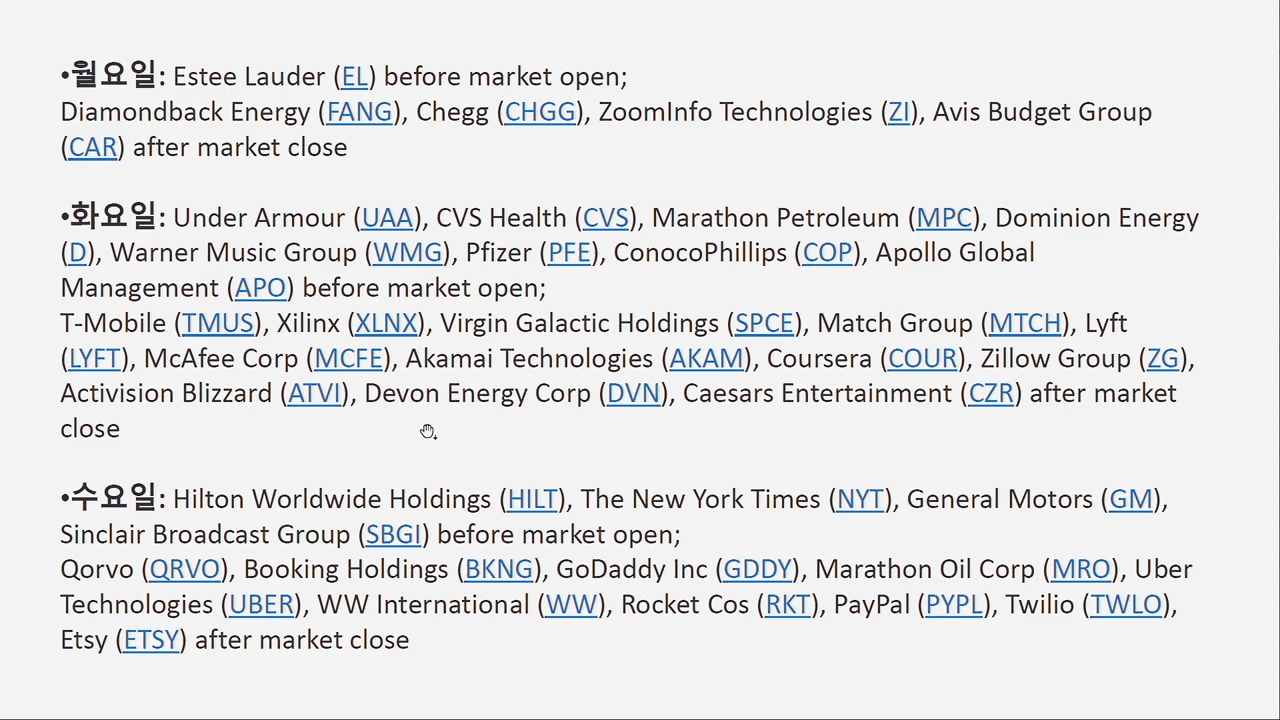 •월요일: Estee Lauder (EL) before market open;
Diamondback Energy (FANG), Chegg (CHGG), ZoomInfo Technologies (ZI), Avis Budget Group
(CAR) after market close
•화요일: Under Armour (UAA), CVS Health (CVS), Marathon Petroleum (MPC), Dominion Energy
(D), Warner Music Group (WMG), Pfizer (PFE), ConocoPhillips (COP), Apollo Global
Management (APO) before market open;
T-Mobile (TMUS), Xilinx (XLNX), Virgin Galactic Holdings (SPCE), Match Group (MTCH), Lyft
(LYFT), McAfee Corp (MCFE), Akamai Technologies (AKAM), Coursera (COUR), Zillow Group (ZG),
Activision Blizzard (ATVI), Devon Energy Corp (DVN), Caesars Entertainment (CZR) after market
close
•수요일: Hilton Worldwide Holdings (HILT), The New York Times (NYT), General Motors (GM),
Sinclair Broadcast Group (SBGI) before market open;
Qorvo (QRVO), Booking Holdings (BKNG), GoDaddy Inc (GDDY), Marathon Oil Corp (MRO), Uber
Technologies (UBER), WW International (WW), Rocket Cos (RKT), PayPal (PYPL), Twilio (TWLO),
Etsy (ETSY) after market close